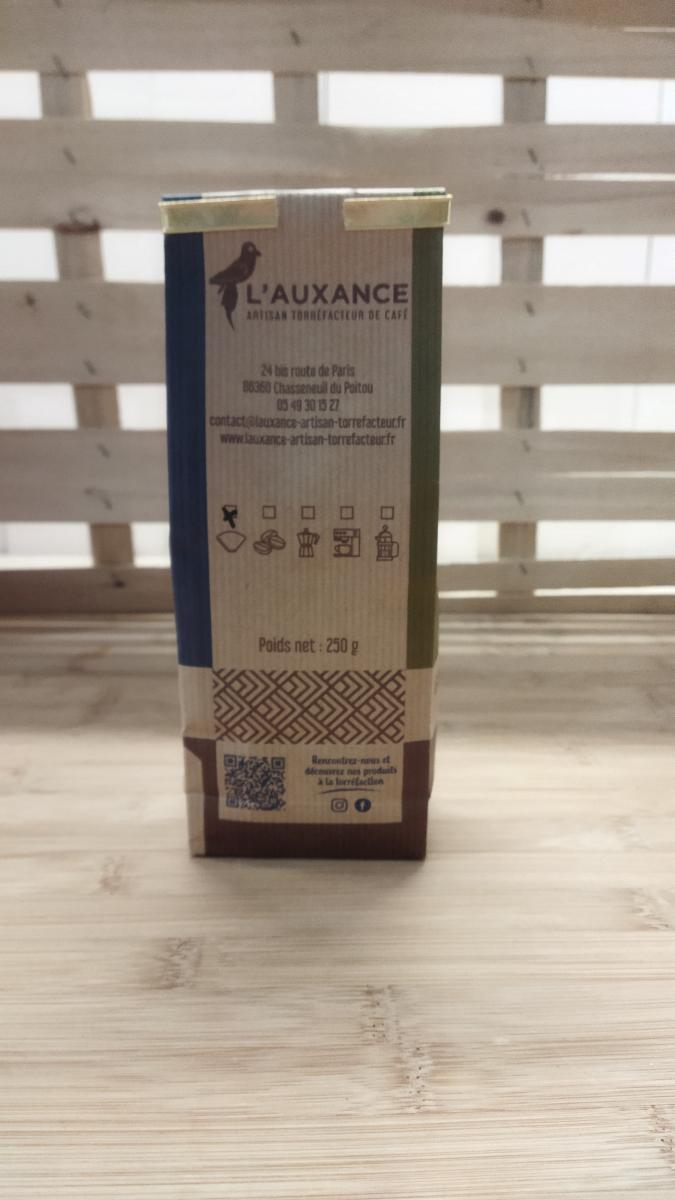 L'AUXANCE
ARTISAN TORRÉFACTEUR DE CAFÉ
24 bis route de Paris
86360 Chasseneuil du Poitou
05 49 30 15 27
contact@lauxance-artisan-torrefacteur.fr
www.lauxance-artisan-torrefacteur.fr
Poids net : 250 g
Rencontrez-nous et
découvrez nos produits
à la torréfaction